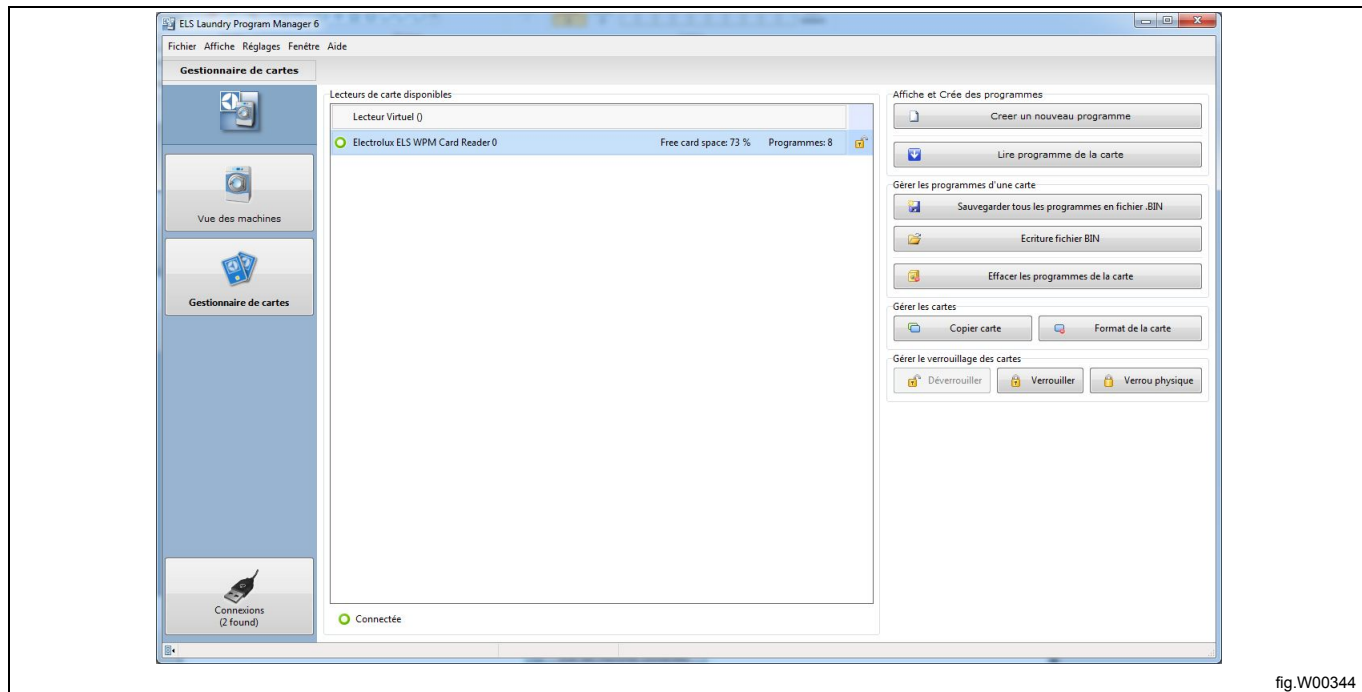 ELS Laundry Program Manager 6
Fichier Affiche Réglages Fenêtre Aide
Gestionnaire de cartes
Vue des machines
Gestionnaire de cartes
Connexions
(2 found)
Lecteurs de carte disponibles
Lecteur Virtuel ()
Electrolux ELS WPM Card Reader 0 Free card space: 73 % Programmes: 8
Connectée
Affiche et Crée des programmes
Creer un nouveau programme
Lire programme de la carte
Gèrer les programmes d'une carte
Sauvegarder tous les programmes en fichier .BIN
Ecriture fichier BIN
Effacer les programmes de la carte
Gérer les cartes
Copier carte Format de la carte
Gérer le verrouillage des cartes
Déverrouiller Verrouiller Verrou physique
fig.W00344